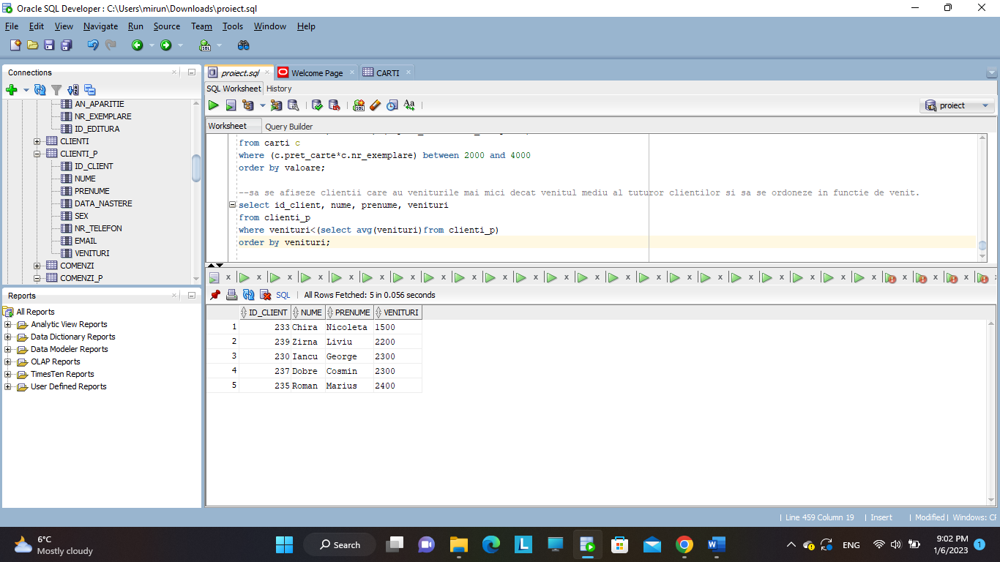 Oracle SQL Developer : C:\Users\mirun\Downloads\proiect.sql
File Edit View Navigate Run Source Team Tools Window Help
Connections
AN_APARITIE
NR_EXEMPLARE
ID_EDITURA
CLIENTI
CLIENTI_P
ID_CLIENT
NUME
PRENUME
DATA_NASTERE
SEX
NR_TELEFON
EMAIL
VENITURI
COMENZI
COMENZI_P
Reports
All Reports
Analytic View Reports
Data Dictionary Reports
Data Modeler Reports
OLAP Reports
TimesTen Reports
User Defined Reports
proiect.sql Welcome Page CARTI
SQL Worksheet History
proiect
Worksheet Query Builder
from carti c
where (c.pret_carte*c.nr_exemplare) between 2000 and 4000
order by valoare;
--sa se afiseze clientii care au veniturile mai mici decat venitul mediu al tuturor clientilor si sa se ordoneze in functie de venit.
select id_client, nume, prenume, venituri
from clienti_p
where venituri<(select avg(venituri)from clienti_p)
order by venituri;
SQL | All Rows Fetched: 5 in 0.056 seconds
ID_CLIENT NUME PRENUME VENITURI
1 233 Chira Nicoleta 1500
2 239 Zirna Liviu 2200
3 230 Iancu George 2300
4 237 Dobre Cosmin 2300
5 235 Roman Marius 2400
| Line 459 Column 19 | Insert | Modified | Windows: CF
6°C
Mostly cloudy
Search
ENG
9:02 PM
1/6/2023
1